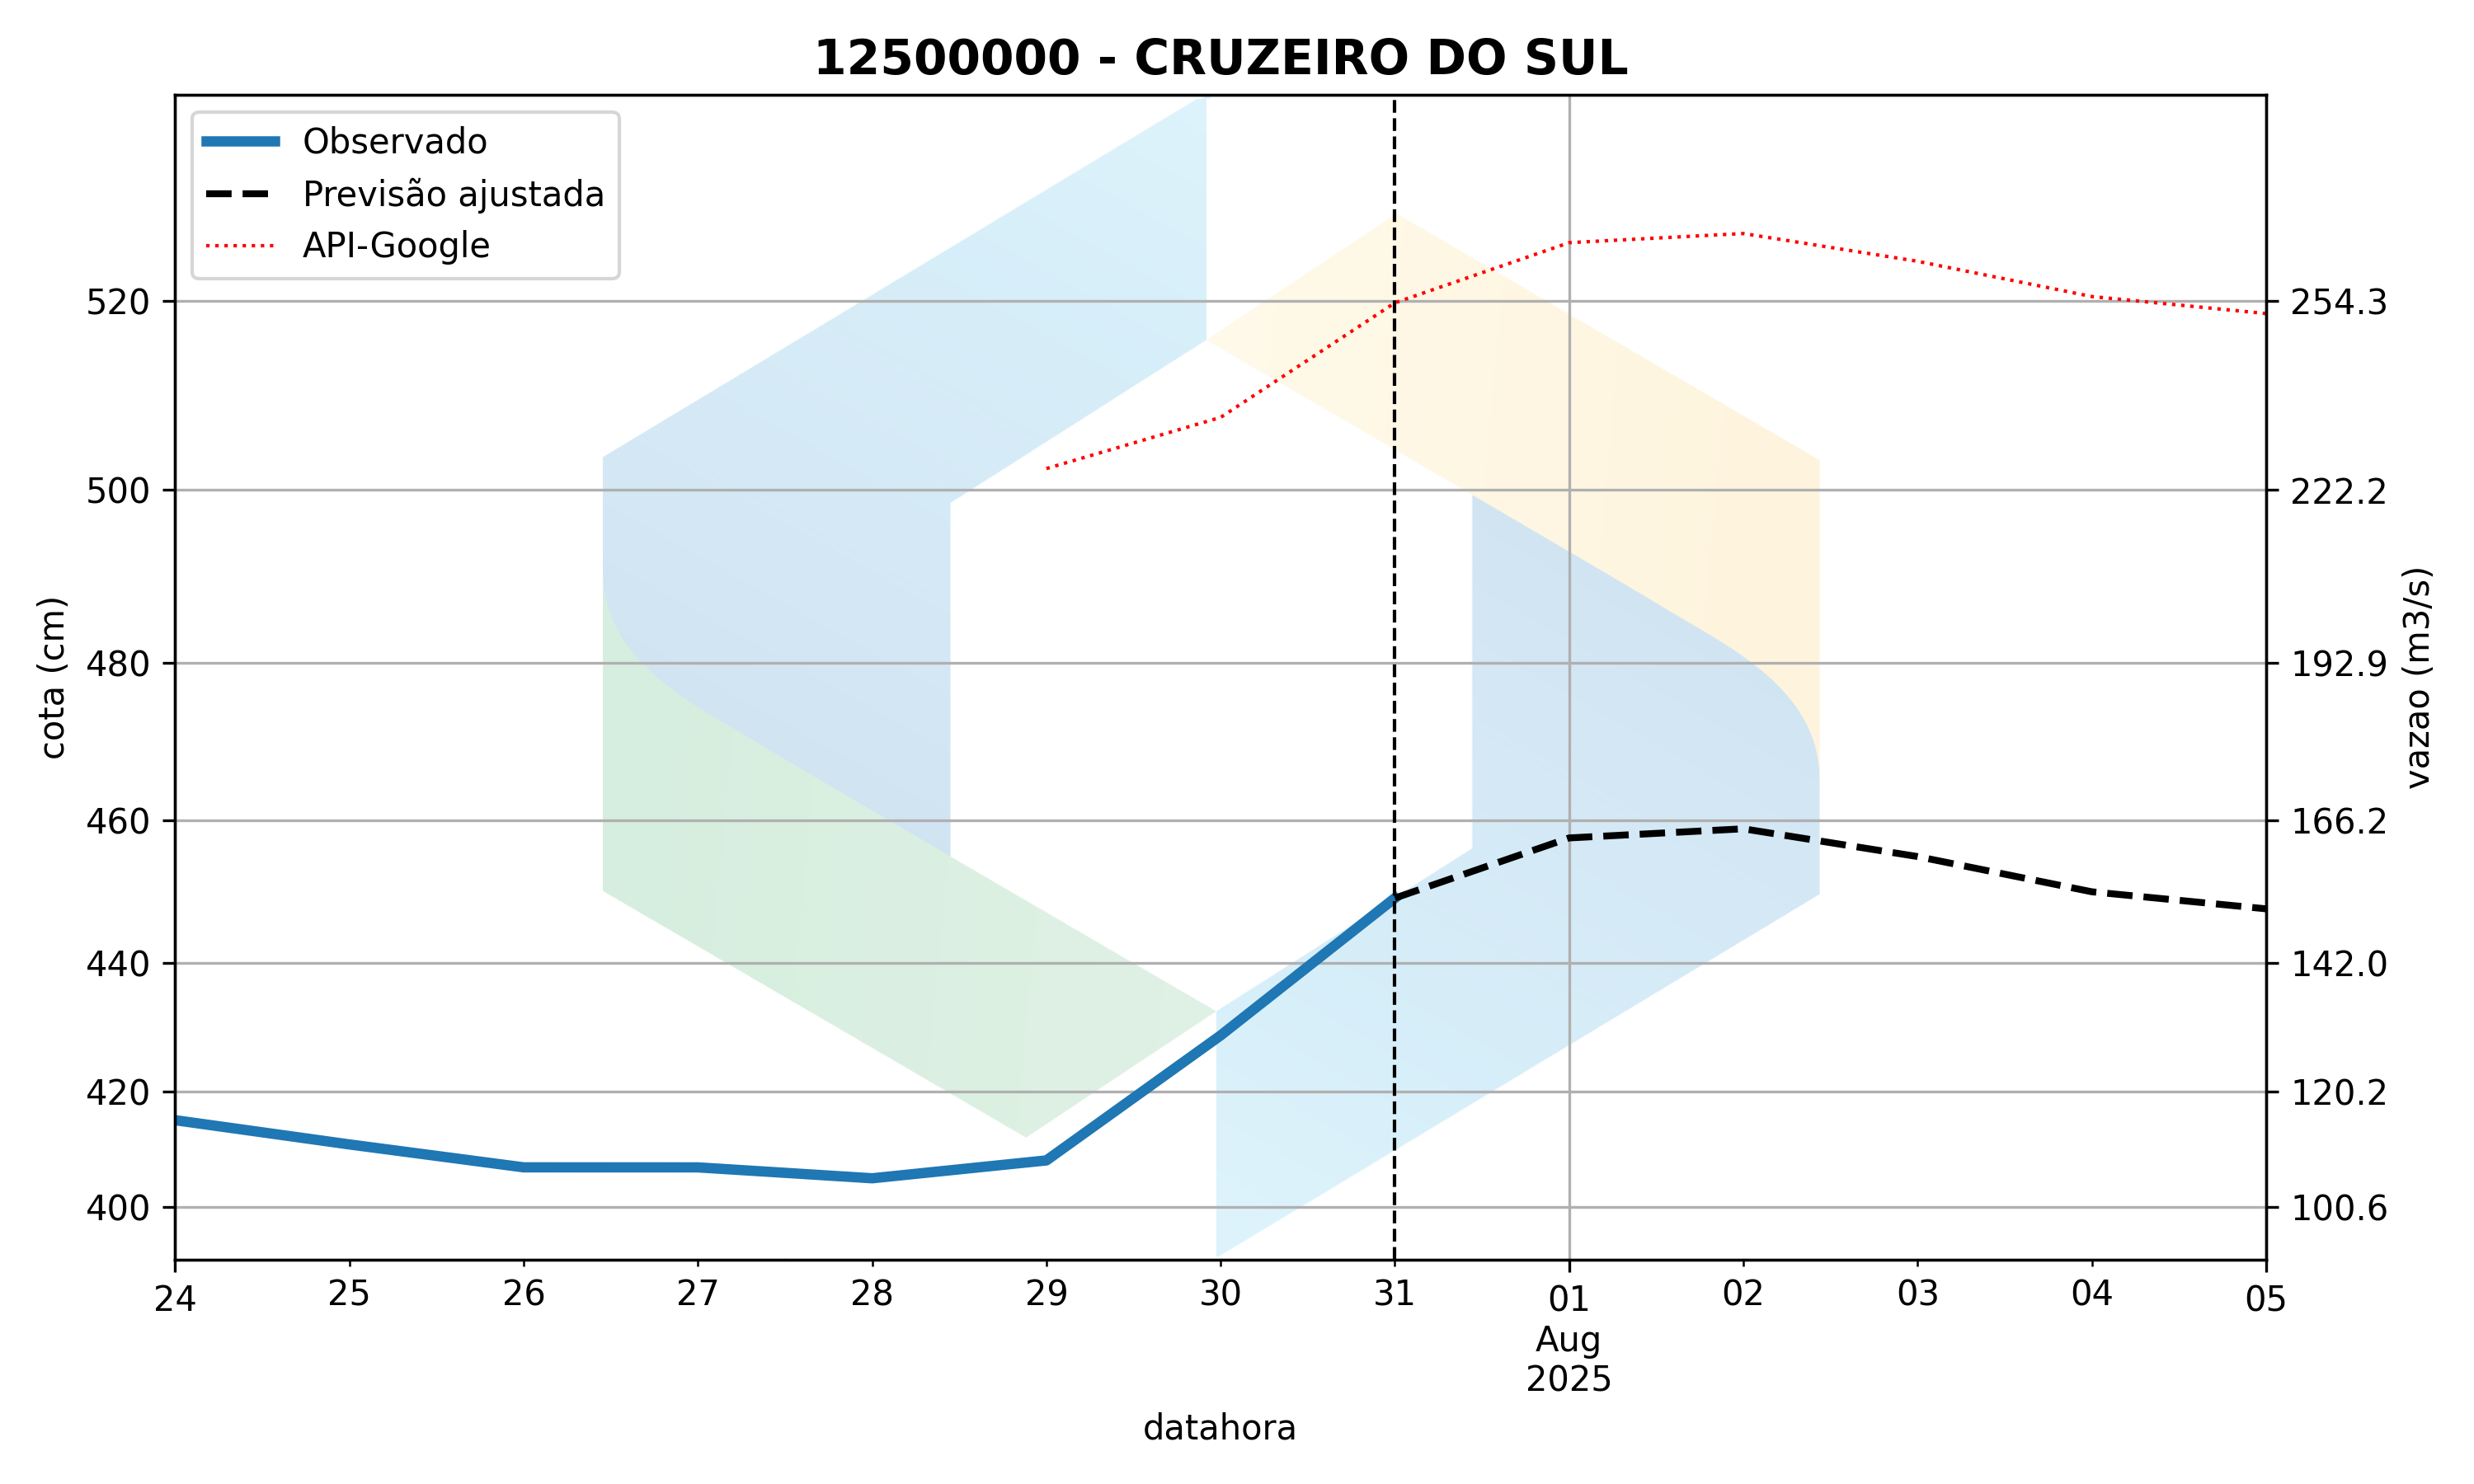 12500000 - CRUZEIRO DO SUL
Observado
Previsão ajustada
API-Google
520
500
480
460
440
420
400
cota (cm)
254.3
222.2
192.9
166.2
142.0
120.2
100.6
vazao (m3/s)
24 25 26 27 28 29 30 31 01 02 03 04 05
Aug
2025
datahora